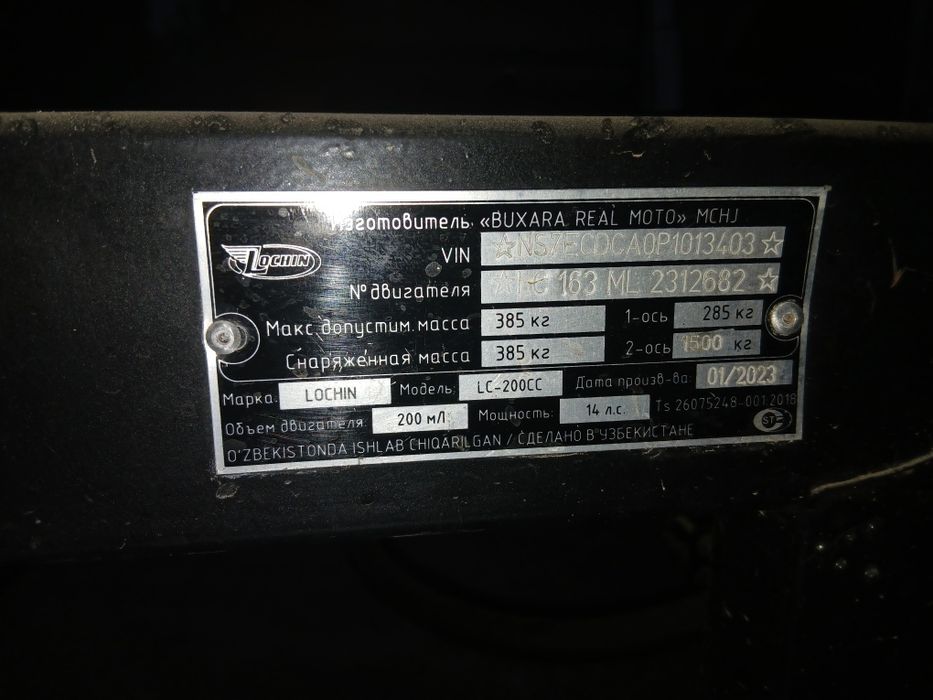 Изготовитель: «BUXARA REAL MOTO» MCHJ
LOCHIN
VIN ☆NS7ECDCA0P1013403☆
№ двигателя 163 ML 2312682 ☆
Макс. допустим. масса 385 кг 1-ось 285 кг
Снаряжённая масса 385 кг 2-ось 1500 кг
Марка: LOCHIN Модель: LC-200CC Дата произв-ва: 01/2023
Объем двигателя: 200 мЛ Мощность: 14 л.с. Ts 26075248-001:2018
O'ZBEKISTONDA ISHLAB CHIQARILGAN / СДЕЛАНО В УЗБЕКИСТАНЕ